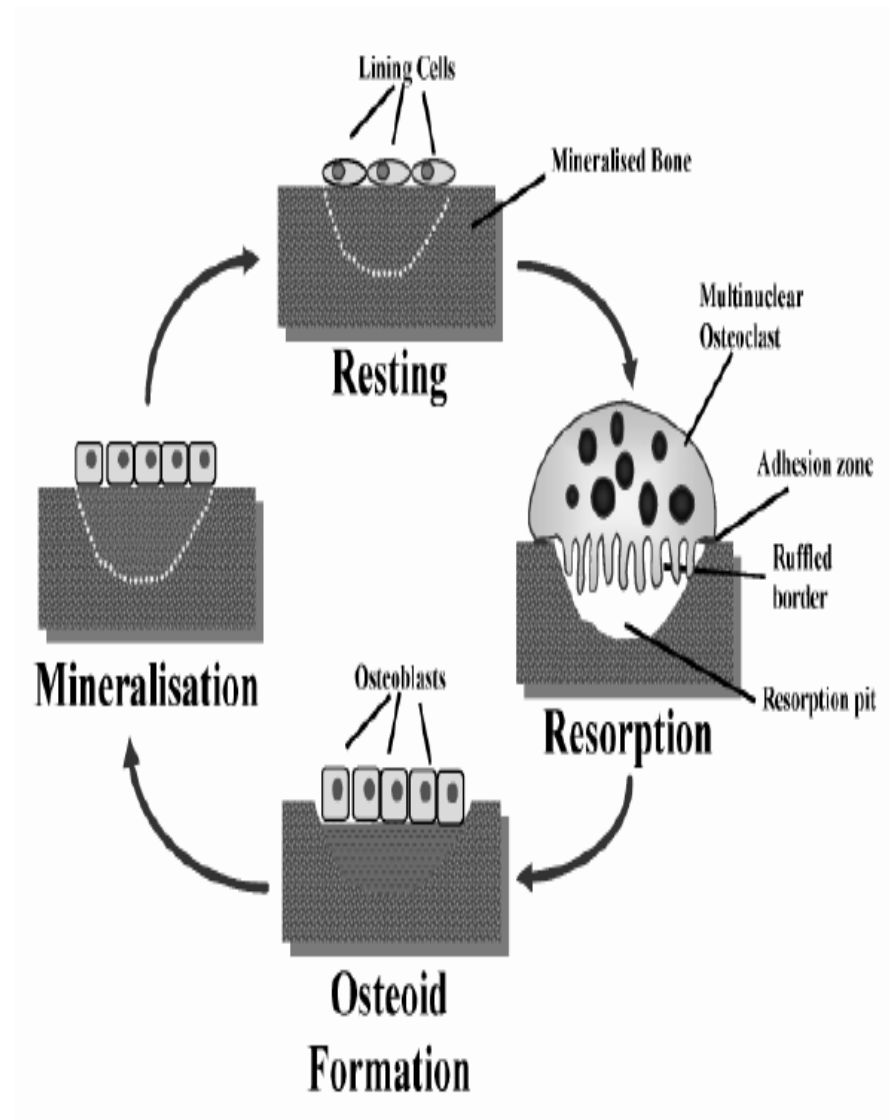 Lining Cells
Mineralised Bone
Resting
Multinuclear
Osteoclast
Adhesion zone
Ruffled
border
Resorption pit
Resorption
Osteoblasts
Osteoid
Formation
Mineralisation